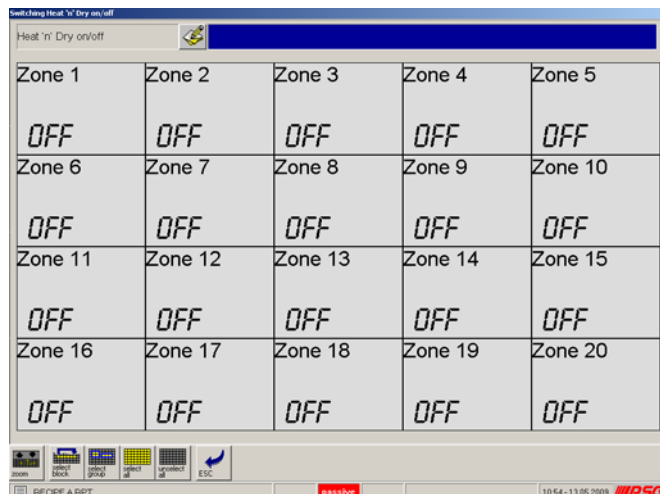 Switching Heat 'n' Dry on/off
Heat 'n' Dry on/off
Zone 1 Zone 2 Zone 3 Zone 4 Zone 5
OFF OFF OFF OFF OFF
Zone 6 Zone 7 Zone 8 Zone 9 Zone 10
OFF OFF OFF OFF OFF
Zone 11 Zone 12 Zone 13 Zone 14 Zone 15
OFF OFF OFF OFF OFF
Zone 16 Zone 17 Zone 18 Zone 19 Zone 20
OFF OFF OFF OFF OFF
zoom select block select group select all unselect all ESC
RECIPE A.RPT passive 10:54 - 13.05.2009 PSG